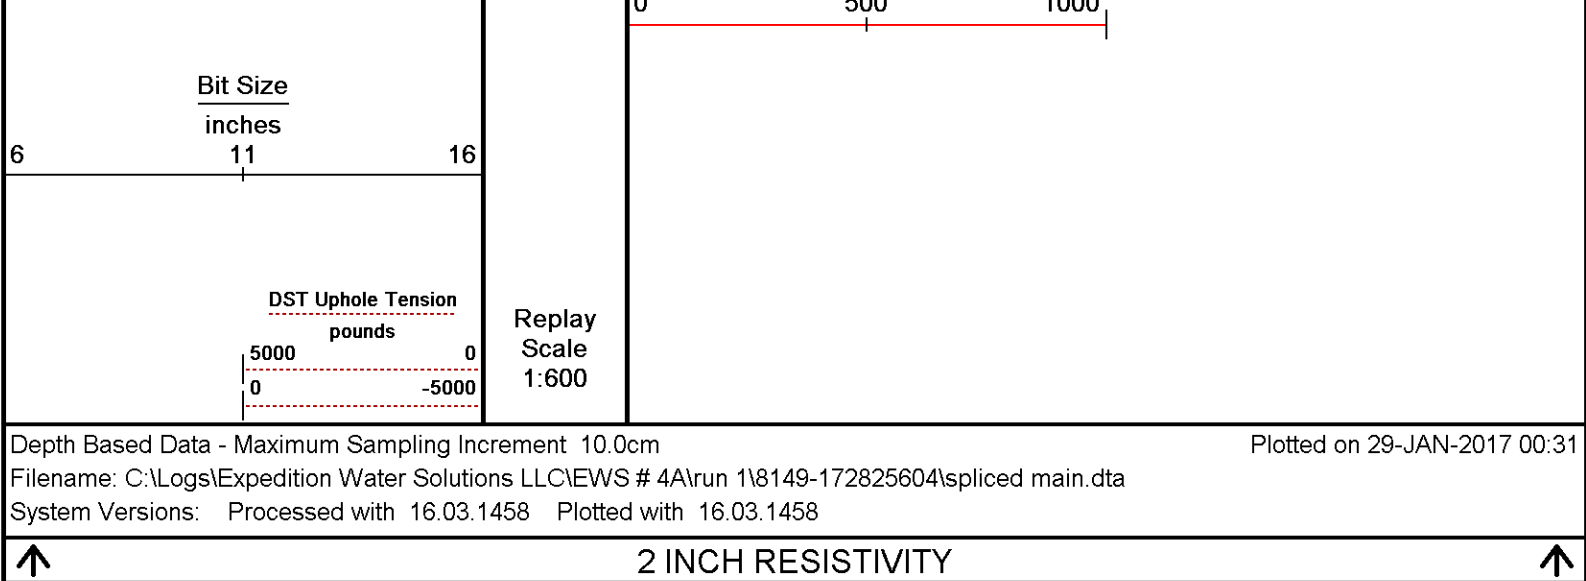 0 500 1000
Bit Size
inches
6 11 16
DST Uphole Tension
pounds
5000 0
0 -5000
Replay
Scale
1:600
Depth Based Data - Maximum Sampling Increment 10.0cm Plotted on 29-JAN-2017 00:31
Filename: C:\Logs\Expedition Water Solutions LLC\EWS # 4A\run 1\8149-172825604\spliced main.dta
System Versions: Processed with 16.03.1458 Plotted with 16.03.1458
↑ 2 INCH RESISTIVITY ↑